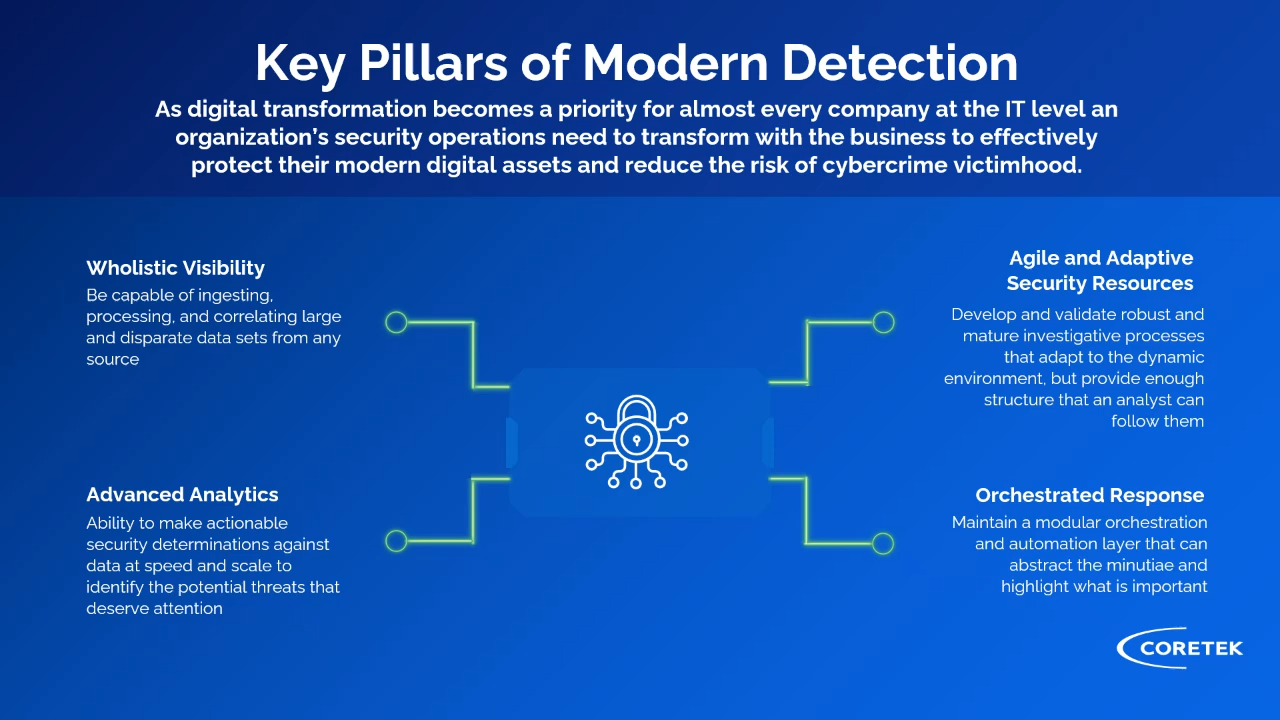 Key Pillars of Modern Detection
As digital transformation becomes a priority for almost every company at the IT level an
organization's security operations need to transform with the business to effectively
protect their modern digital assets and reduce the risk of cybercrime victimhood.
Wholistic Visibility
Be capable of ingesting,
processing, and correlating large
and disparate data sets from any
source
Agile and Adaptive
Security Resources
Develop and validate robust and
mature investigative processes
that adapt to the dynamic
environment, but provide enough
structure that an analyst can
follow them
Advanced Analytics
Ability to make actionable
security determinations against
data at speed and scale to
identify the potential threats that
deserve attention
Orchestrated Response
Maintain a modular orchestration
and automation layer that can
abstract the minutiae and
highlight what is important
CORETEK